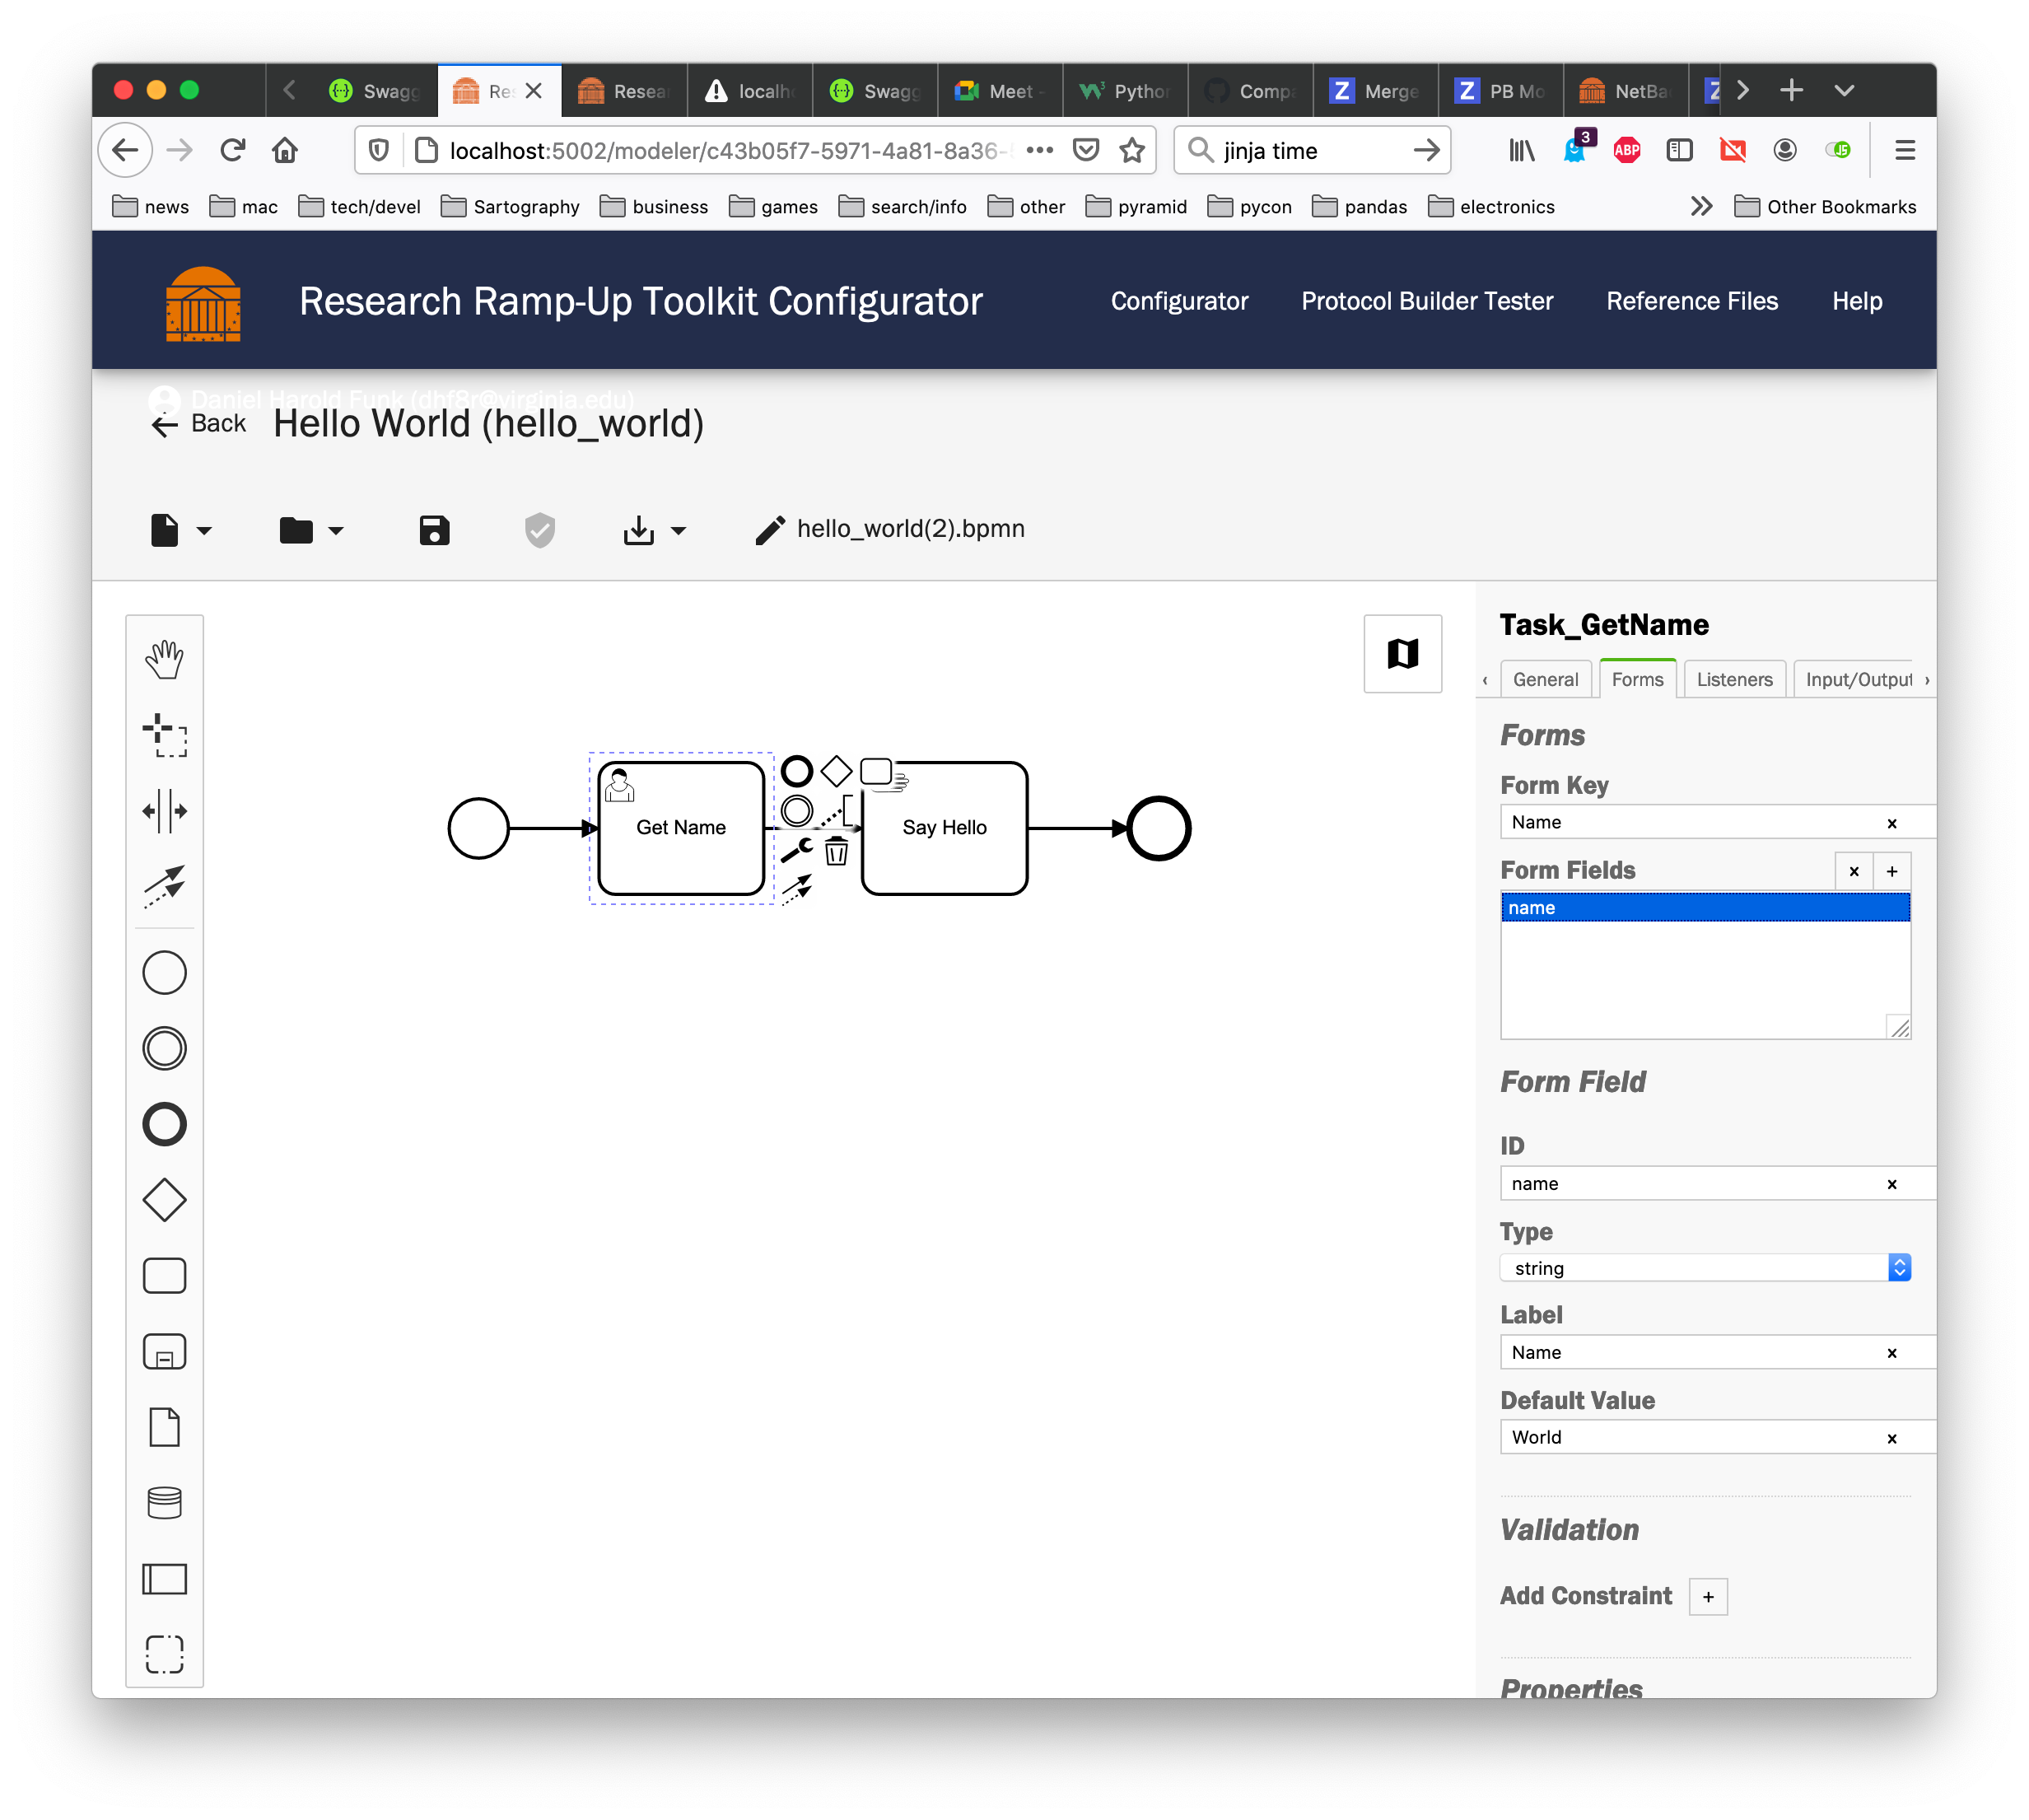 Swag Re Resea localh Swagg Meet - Python Comp Merge PB Mo NetBa
localhost:5002/modeler/c43b05f7-5971-4a81-8a36- jinja time 3 ABP
news mac tech/devel Sartography business games search/info other pyramid pycon pandas electronics Other Bookmarks
Research Ramp-Up Toolkit Configurator Configurator Protocol Builder Tester Reference Files Help
Daniel Harold Funk (dhf8r@virginia.edu)
Back Hello World (hello_world)
hello_world(2).bpmn
Task_GetName
General Forms Listeners Input/Output
Forms
Form Key
Name
Form Fields
name
Get Name
Say Hello
Form Field
ID
name
Type
string
Label
Name
Default Value
World
Validation
Add Constraint
Properties